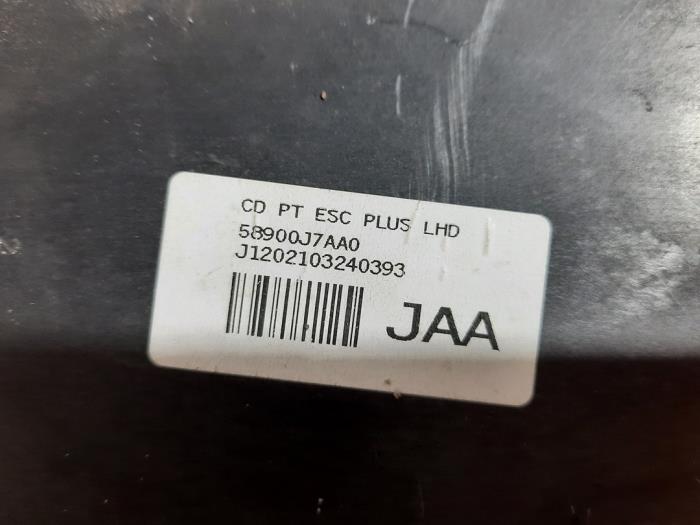 CD PT ESC PLUS LHD
58900J7AA0
J1202103240393
JAA